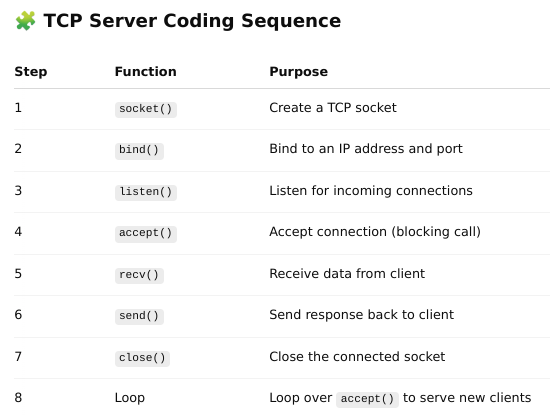 🧩 TCP Server Coding Sequence
Step Function Purpose
1 socket() Create a TCP socket
2 bind() Bind to an IP address and port
3 listen() Listen for incoming connections
4 accept() Accept connection (blocking call)
5 recv() Receive data from client
6 send() Send response back to client
7 close() Close the connected socket
8 Loop Loop over accept() to serve new clients